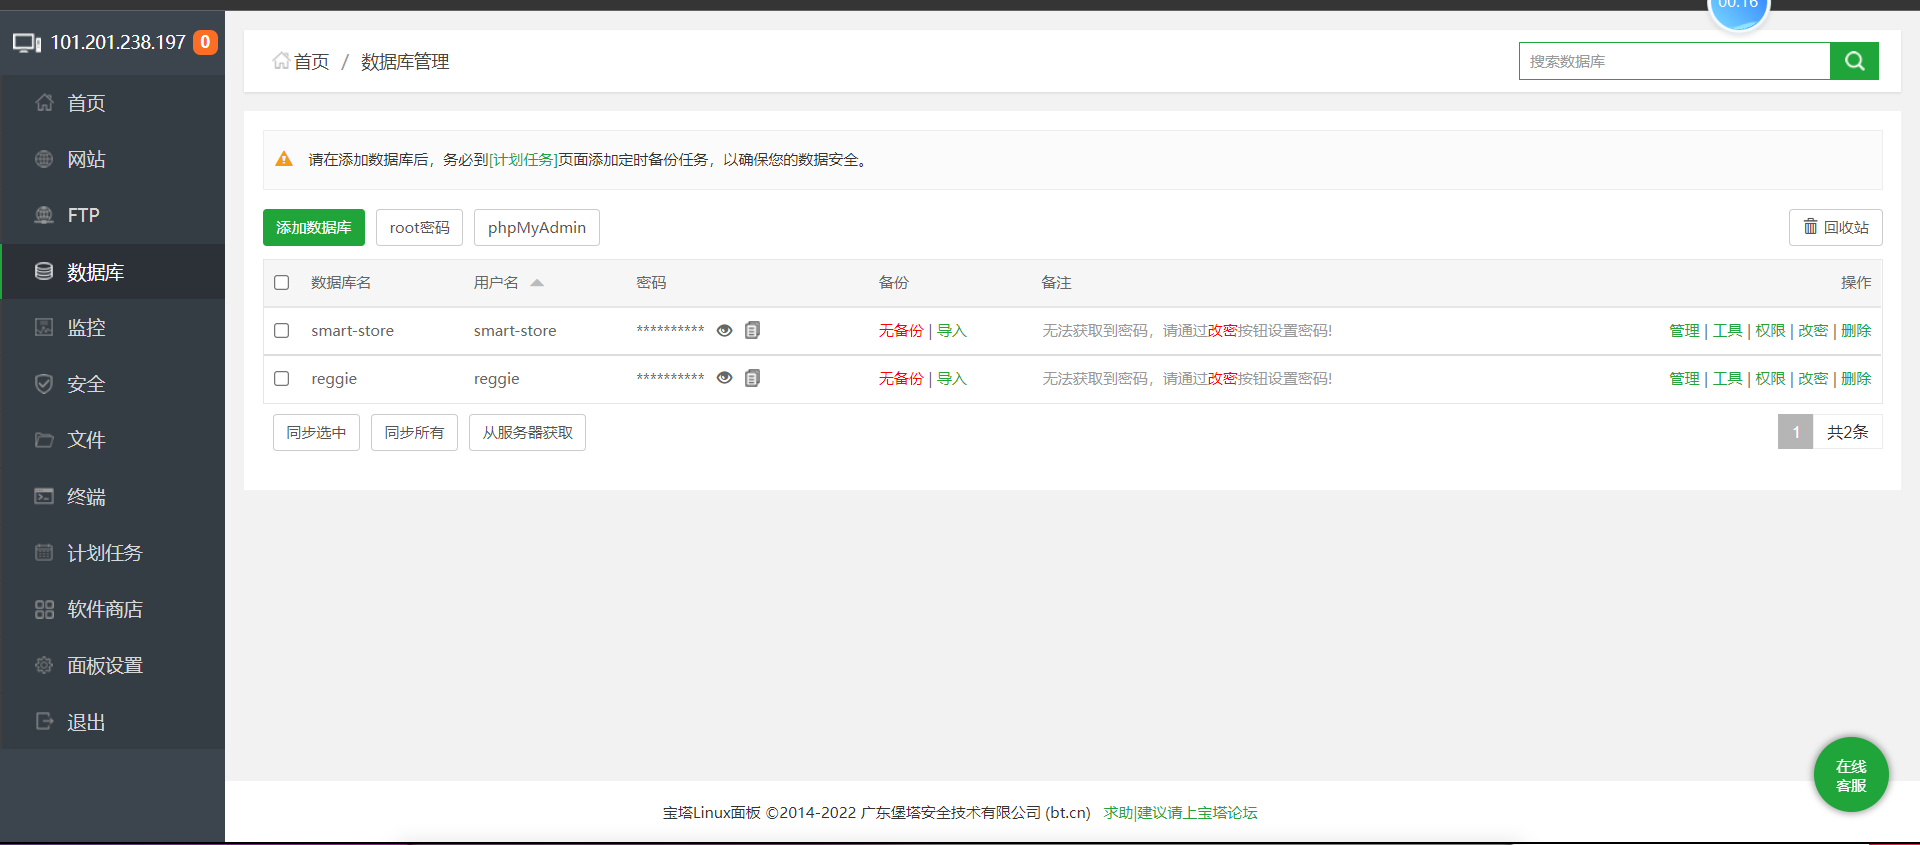 00:16
101.201.238.197 0
首页
网站
FTP
数据库
监控
安全
文件
终端
计划任务
软件商店
面板设置
退出
首页 / 数据库管理
搜索数据库
请在添加数据库后，务必到[计划任务]页面添加定时备份任务，以确保您的数据安全。
添加数据库 root密码 phpMyAdmin 回收站
数据库名 用户名 密码 备份 备注 操作
smart-store smart-store ********** 无备份 | 导入 无法获取到密码，请通过改密按钮设置密码! 管理 | 工具 | 权限 | 改密 | 删除
reggie reggie ********** 无备份 | 导入 无法获取到密码，请通过改密按钮设置密码! 管理 | 工具 | 权限 | 改密 | 删除
同步选中 同步所有 从服务器获取 1 共2条
在线
客服
宝塔Linux面板 ©2014-2022 广东堡塔安全技术有限公司 (bt.cn) 求助|建议请上宝塔论坛